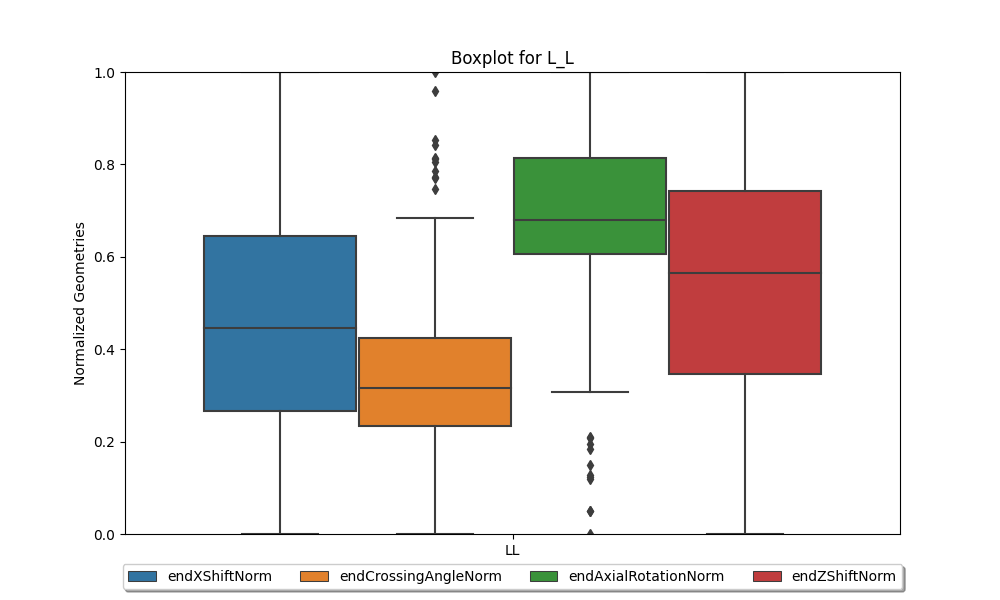 Boxplot for L_L
1.0
0.8
0.6
0.4
0.2
0.0
Normalized Geometries
LL
endXShiftNorm endCrossingAngleNorm endAxialRotationNorm endZShiftNorm